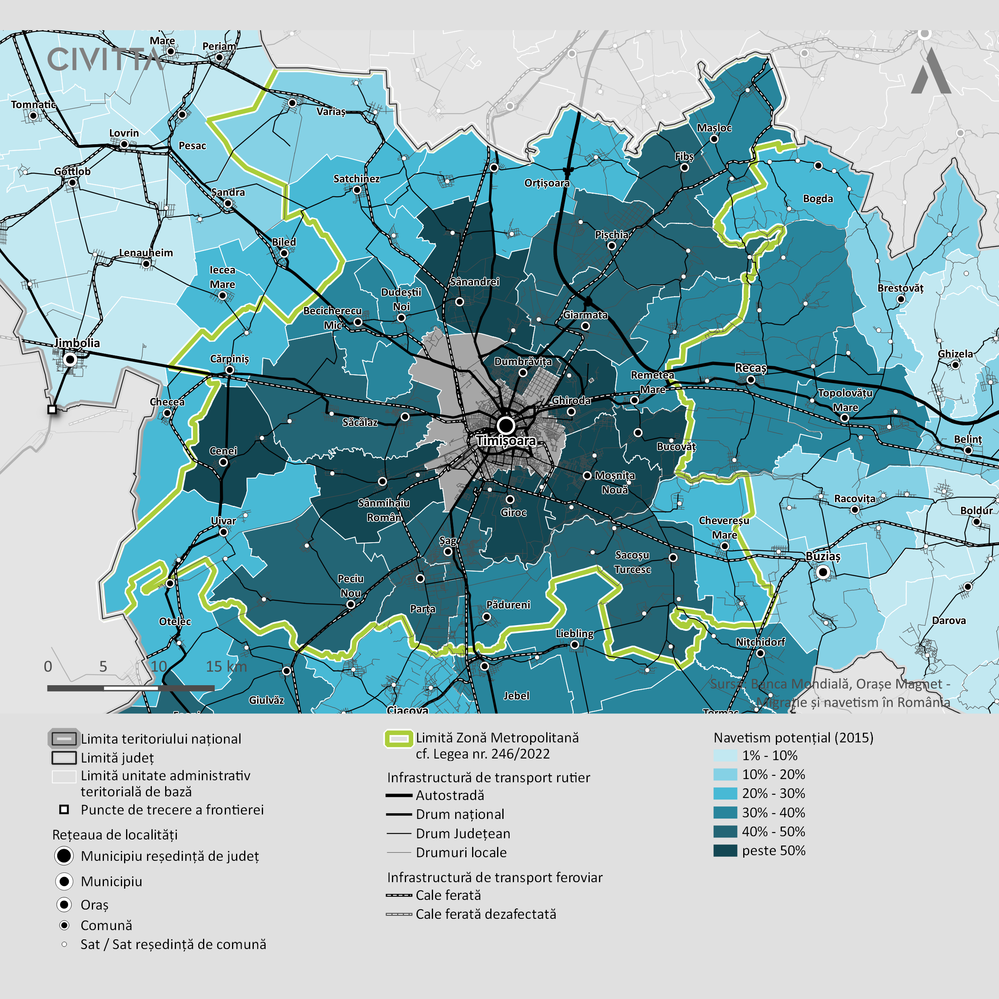 Mare
Periam
CIVITTA
Tomnatic
Variaș
Lovrin
Pesac
Mașloc
Fibș
Gottlob
Satchinez
Orțișoara
Șandra
Bogda
Pișchia
Biled
Lenauheim
Iecea
Mare
Sânandrei
Brestovăț
Dudeștii
Noi
Becicherecu
Mic
Giarmata
Jimbolia
Cărpiniș
Dumbrăvița
Ghizela
Remetea
Mare
Recaș
Checea
Ghiroda
Topolovățu
Mare
Săcălaz
Timișoara
Cenei
Bucovăț
Belinț
Moșnița
Nouă
Sânmihaiu
Român
Giroc
Racovița
Boldur
Uivar
Chevereșu
Mare
Șag
Sacoșu
Turcesc
Buziaș
Peciu
Nou
Parța
Pădureni
Otelec
Darova
Liebling
Nițchidorf
0 5 10 15 km
Giulvăz
Jebel
Ciacova
Sursa: Banca Mondială, Orașe Magnet -
Migrație și navetism în România
Limita teritoriului național
Limită județ
Limită unitate administrativ
teritorială de bază
Puncte de trecere a frontierei
Rețeaua de localități
Municipiu reședință de județ
Municipiu
Oraș
Comună
Sat / Sat reședință de comună
Limită Zonă Metropolitană
cf. Legea nr. 246/2022
Infrastructură de transport rutier
Autostradă
Drum național
Drum Județean
Drumuri locale
Infrastructură de transport feroviar
Cale ferată
Cale ferată dezafectată
Navetism potențial (2015)
1% - 10%
10% - 20%
20% - 30%
30% - 40%
40% - 50%
peste 50%